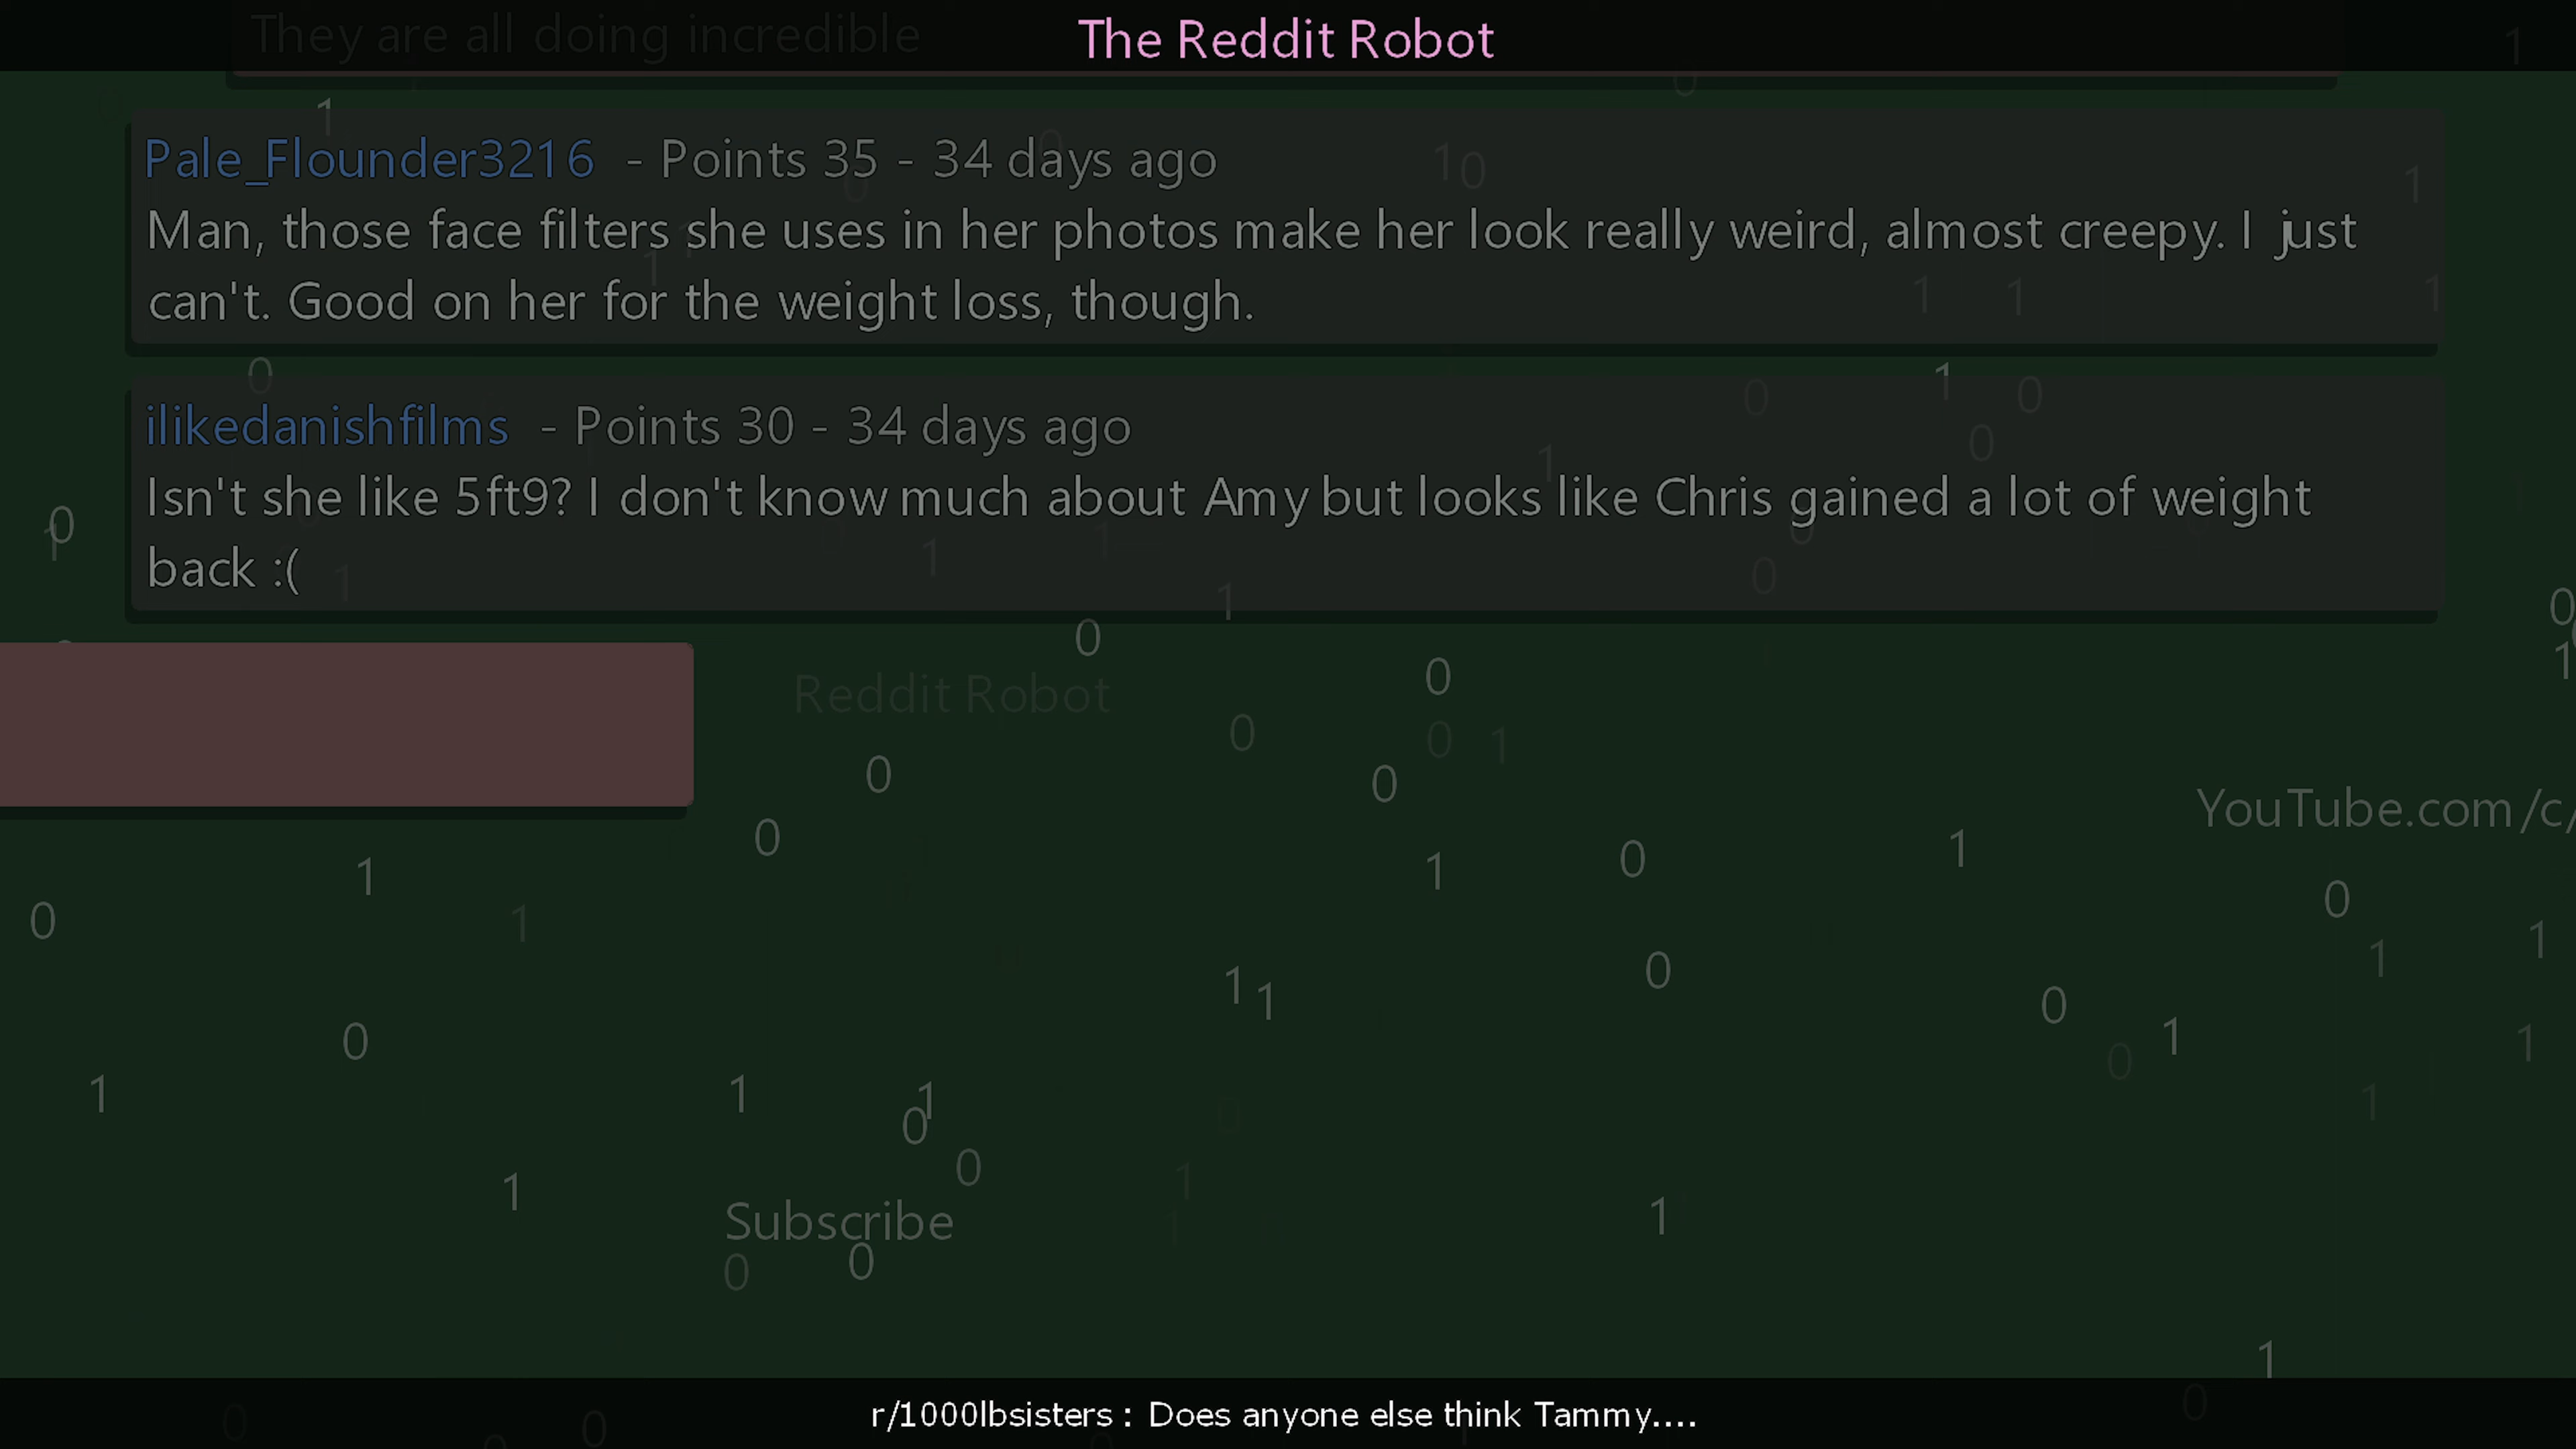 They are all doing incredible
The Reddit Robot
Pale_Flounder3216 - Points 35 - 34 days ago
Man, those face filters she uses in her photos make her look really weird, almost creepy. I just
can't. Good on her for the weight loss, though.
ilikedanishfilms - Points 30 - 34 days ago
Isn't she like 5ft9? I don't know much about Amy but looks like Chris gained a lot of weight
back :(
Reddit Robot
YouTube.com/c/
Subscribe
r/1000lbsisters : Does anyone else think Tammy....